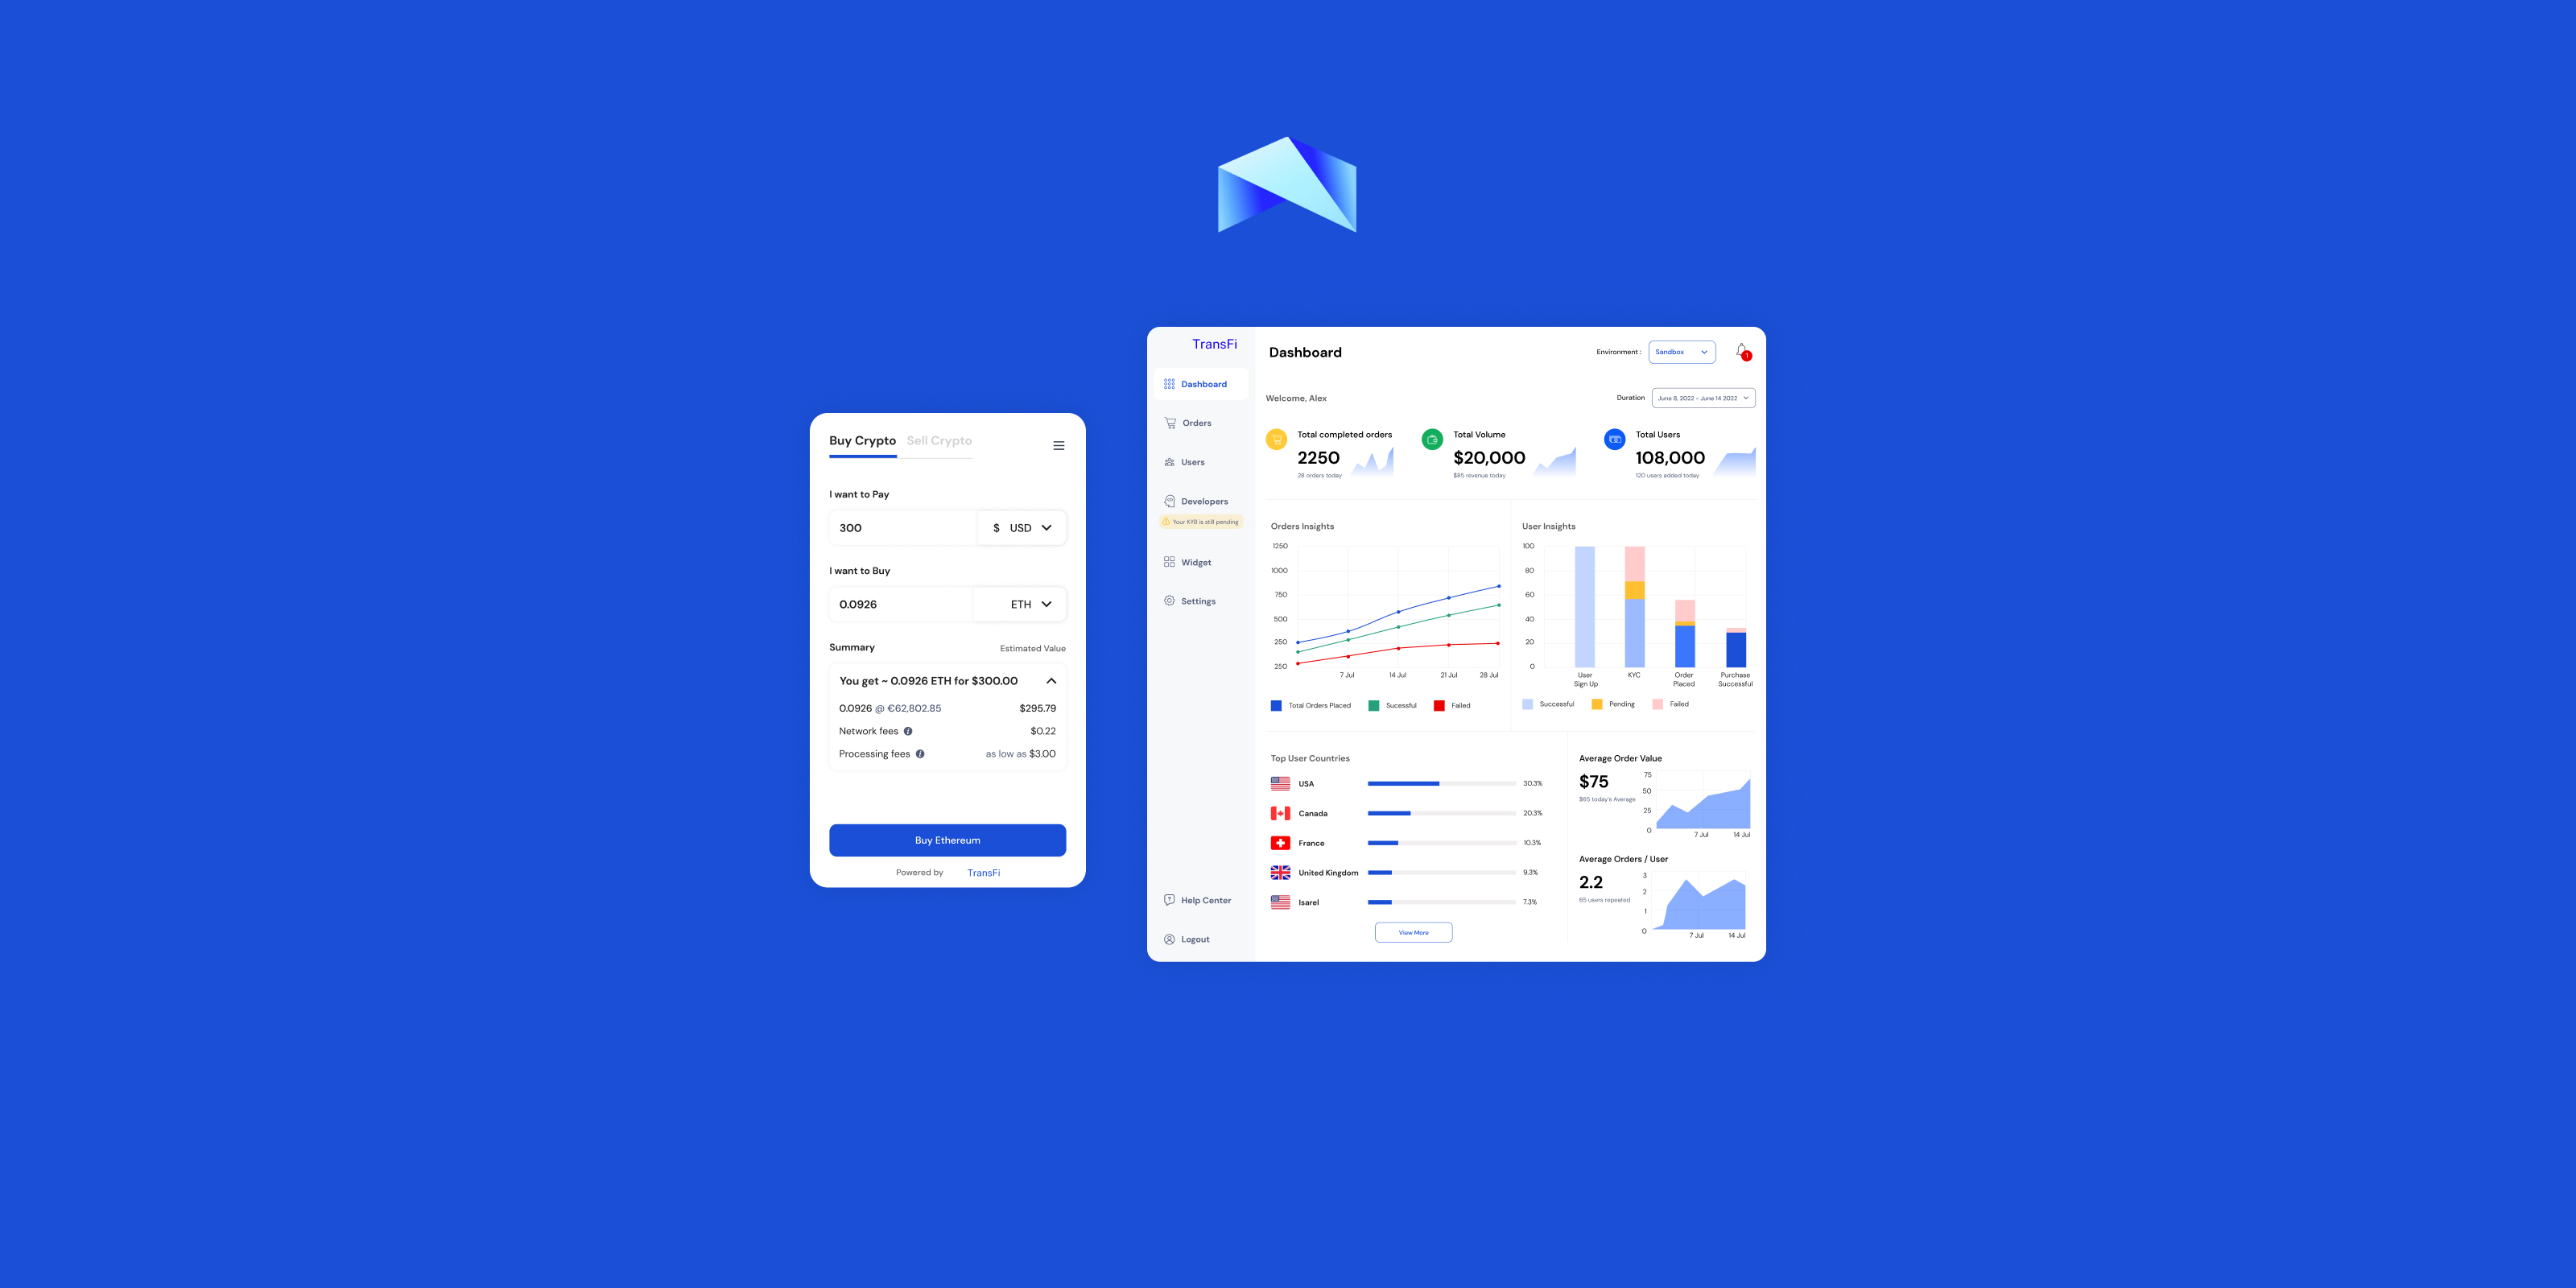 Buy Crypto Sell Crypto
I want to Pay
300 $ USD
I want to Buy
0.0926 ETH
Summary Estimated Value
You get ~ 0.0926 ETH for $300.00
0.0926 @ €62,802.85 $295.79
Network fees $0.22
Processing fees as low as $3.00
Buy Ethereum
Powered by TransFi
TransFi
Dashboard
Orders
Users
Developers
Your KYB is still pending
Widget
Settings
Help Center
Logout
Dashboard Environment : Sandbox 1
Welcome, Alex Duration June 8, 2022 - June 14 2022
Total completed orders
2250
28 orders today
Total Volume
$20,000
$85 revenue today
Total Users
108,000
120 users added today
Orders Insights
1250
1000
750
500
250
250
7 Jul 14 Jul 21 Jul 28 Jul
Total Orders Placed Sucessful Failed
User Insights
100
80
60
40
20
0
User Sign Up
KYC
Order Placed
Purchase Successful
Successful Pending Failed
Top User Countries
USA 30.3%
Canada 20.3%
France 10.3%
United Kingdom 9.3%
Isarel 7.3%
View More
Average Order Value
$75
$65 today's Average
75
50
25
0
7 Jul 14 Jul
Average Orders / User
2.2
65 users repeated
3
2
1
0
7 Jul 14 Jul